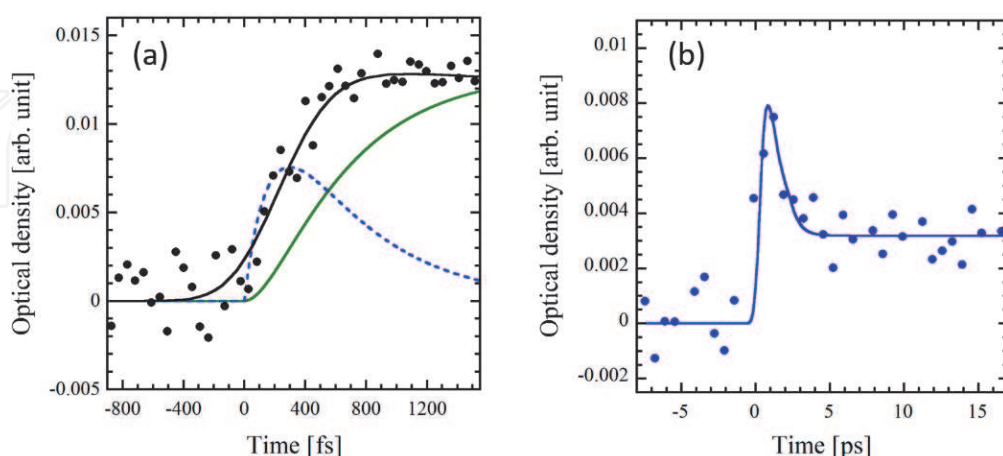 (a)
Optical density [arb. unit]
0.015
0.01
0.005
0
-0.005
-800 -400 0 400 800 1200
Time [fs]
(b)
Optical density [arb. unit]
0.01
0.008
0.006
0.004
0.002
0
-0.002
-5 0 5 10 15
Time [ps]